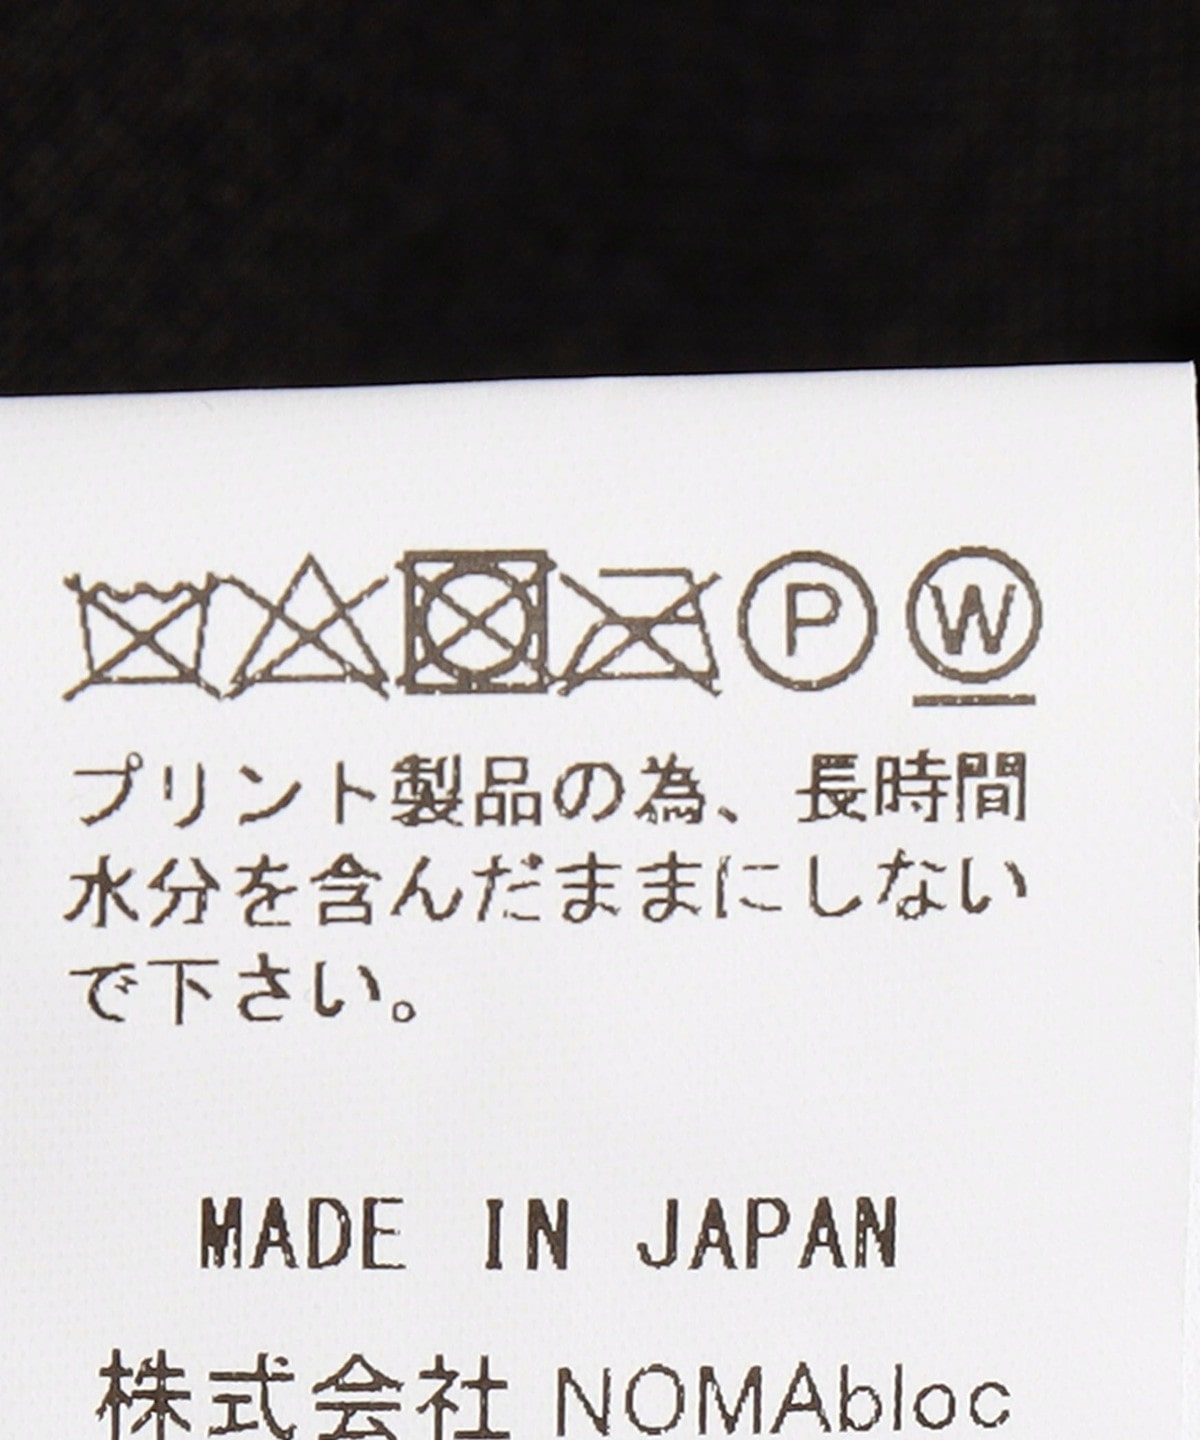 P W
プリント製品の為、長時間
水分を含んだままにしない
で下さい。
MADE IN JAPAN
株式会社 NOMAbloc